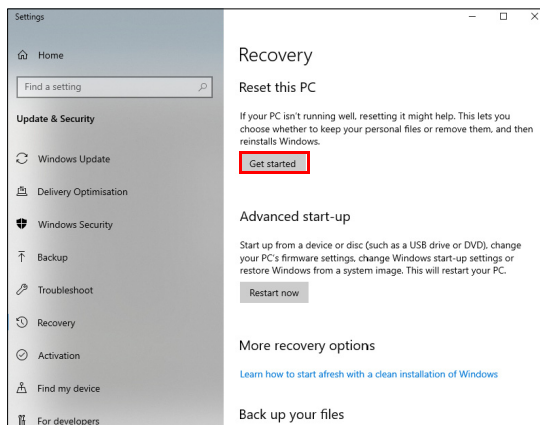 Settings
Home
Find a setting
Update & Security
Windows Update
Delivery Optimisation
Windows Security
Backup
Troubleshoot
Recovery
Activation
Find my device
For developers
Recovery
Reset this PC
If your PC isn't running well, resetting it might help. This lets you
choose whether to keep your personal files or remove them, and then
reinstalls Windows.
Get started
Advanced start-up
Start up from a device or disc (such as a USB drive or DVD), change
your PC's firmware settings, change Windows start-up settings or
restore Windows from a system image. This will restart your PC.
Restart now
More recovery options
Learn how to start afresh with a clean installation of Windows
Back up your files